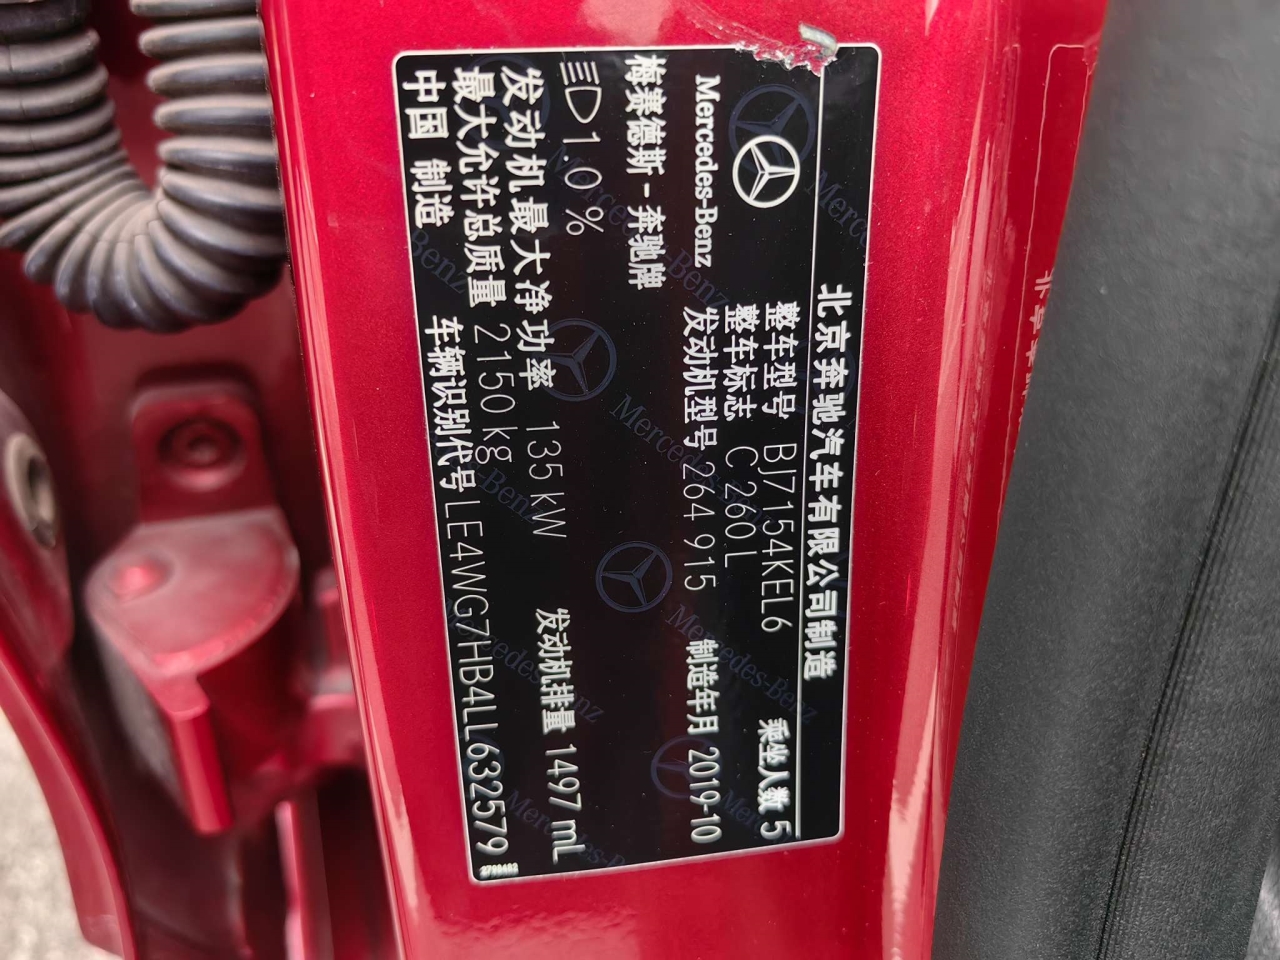 北京奔驰汽车有限公司制造
Mercedes-Benz
整车型号 BJ7154KEL6 乘坐人数 5
整车标志 C 260 L
梅赛德斯-奔驰牌 发动机型号 264 915 制造年月 2019-10
1.0 %
发动机最大净功率 135 kW 发动机排量 1497 mL
最大允许总质量 2150 kg
中国 制造 车辆识别代号 LE4WG7HB4LL632579